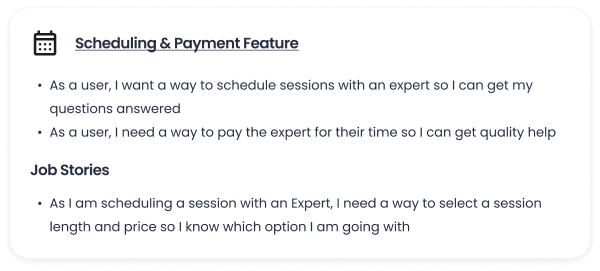 Scheduling & Payment Feature
• As a user, I want a way to schedule sessions with an expert so I can get my
questions answered
• As a user, I need a way to pay the expert for their time so I can get quality help
Job Stories
• As I am scheduling a session with an Expert, I need a way to select a session
length and price so I know which option I am going with